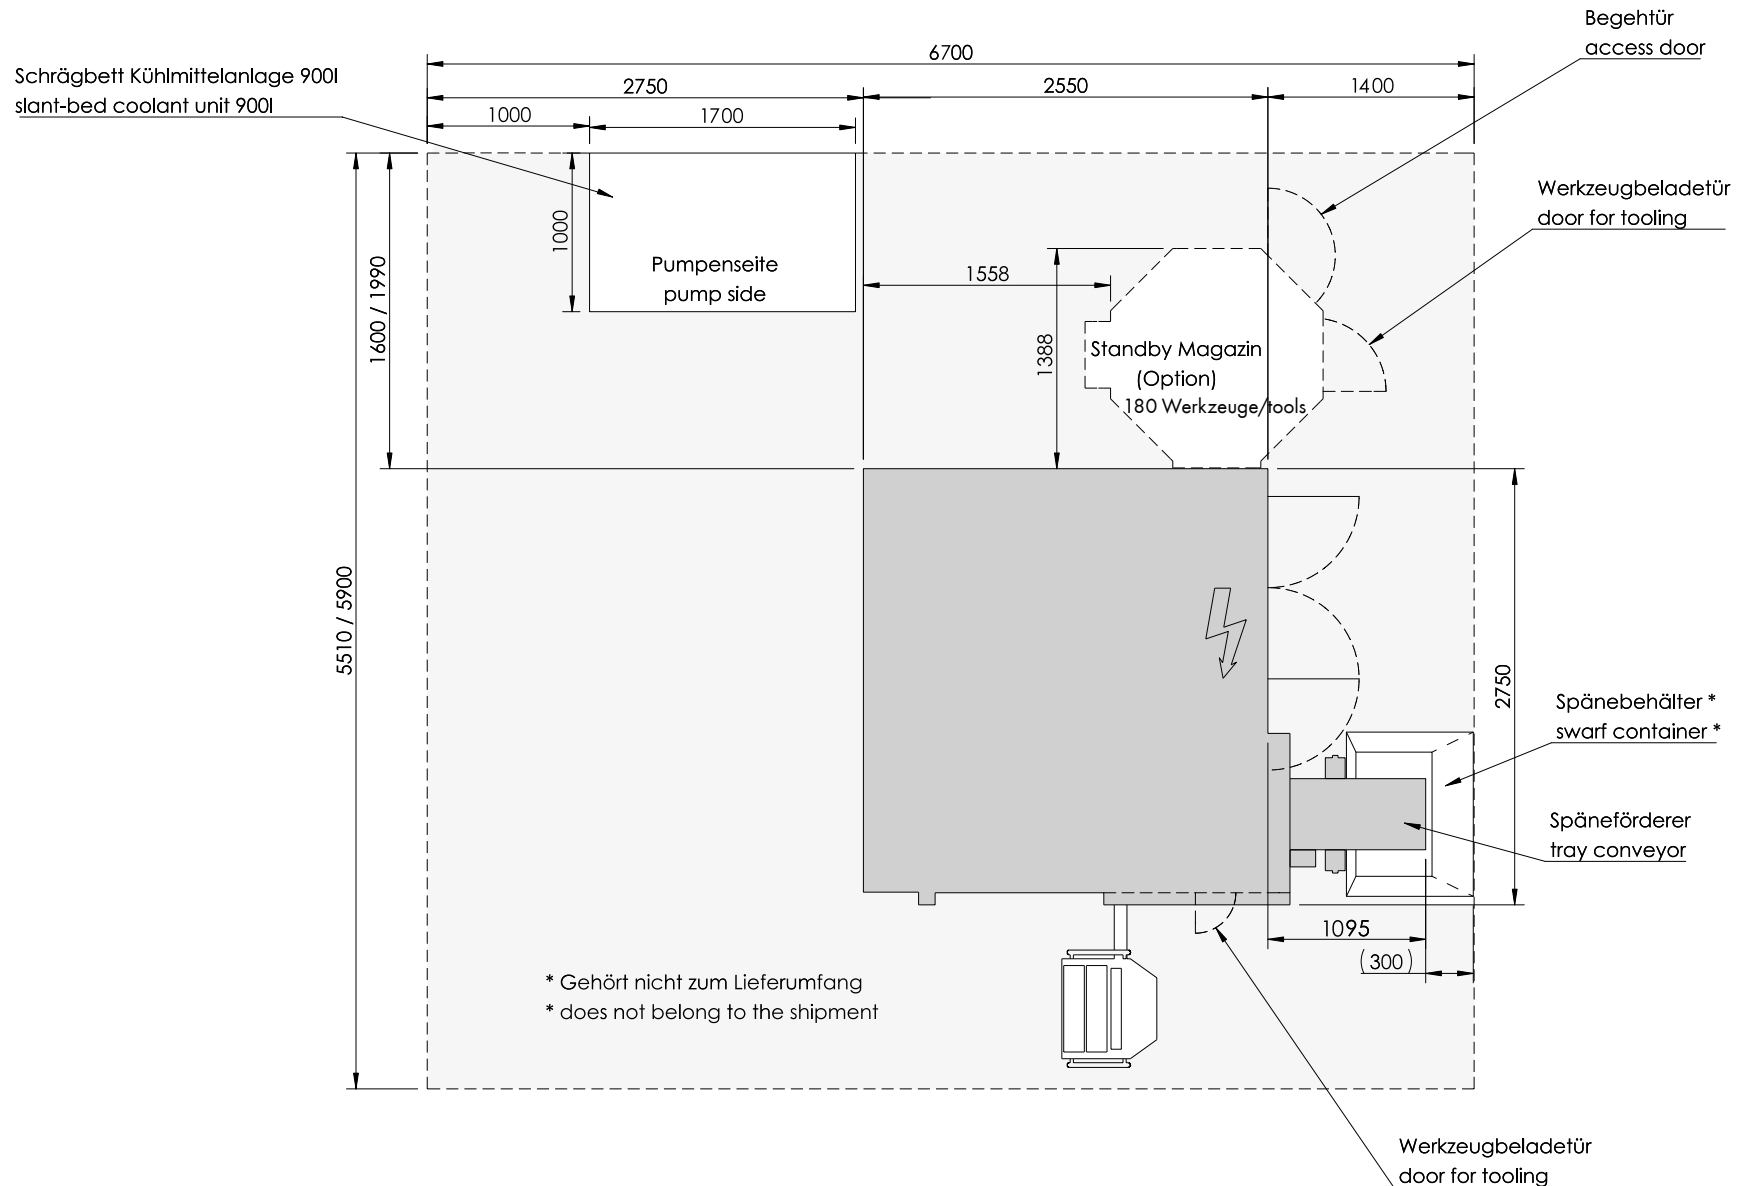 Begehtür
access door
6700
Schrägbett Kühlmittelanlage 900l
slant-bed coolant unit 900l
2750
2550
1400
1000
1700
Werkzeugbeladetür
door for tooling
1000
Pumpenseite
pump side
1558
1600 / 1990
1388
Standby Magazin
(Option)
180 Werkzeuge/tools
5510 / 5900
2750
Spänebehälter *
swarf container *
Späneförderer
tray conveyor
1095
(300)
* Gehört nicht zum Lieferumfang
* does not belong to the shipment
Werkzeugbeladetür
door for tooling